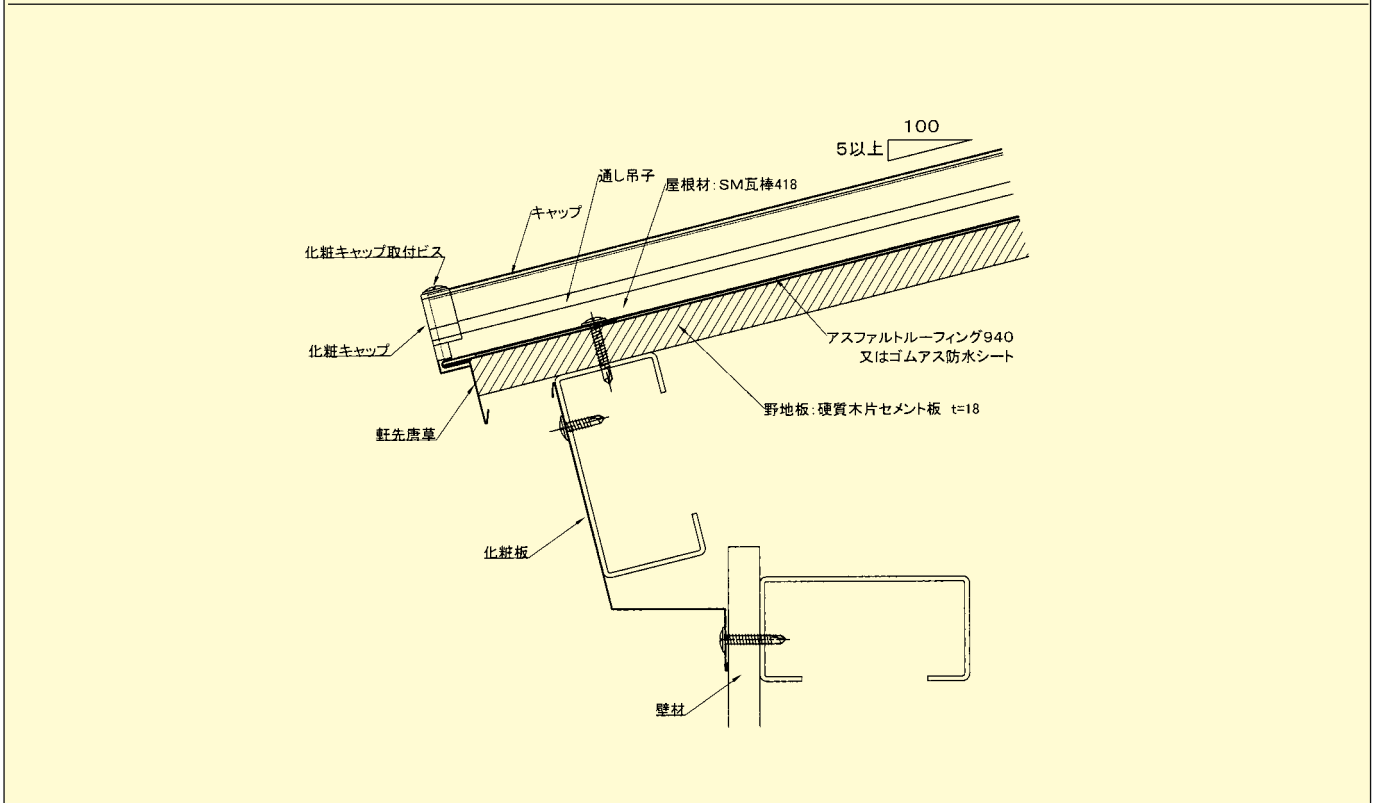 100
5以上
通し吊子
屋根材:SM瓦棒418
キャップ
化粧キャップ取付ビス
アスファルトルーフィング940
又はゴムアス防水シート
化粧キャップ
野地板:硬質木片セメント板 t=18
軒先唐草
化粧板
壁材